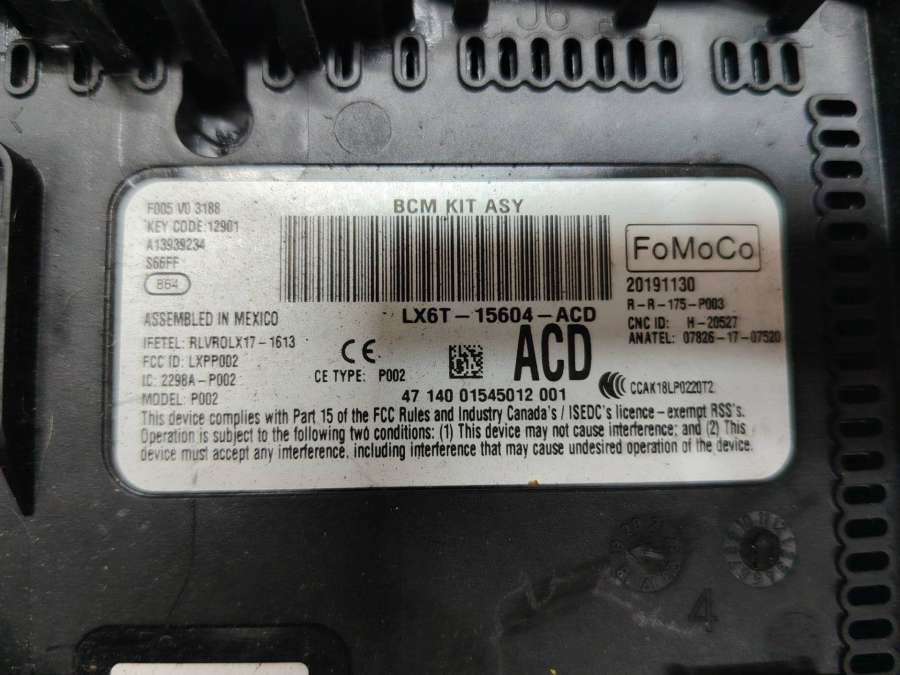 F005 V0 3188
KEY CODE:12901
A13939234
S66FF
864
BCM KIT ASY
FoMoCo
20191130
R-R-175-P003
CNC ID: H-20527
ANATEL: 07826-17-07520
LX6T-15604-ACD
ACD
ASSEMBLED IN MEXICO
IFETEL: RLVROLX17-1613
FCC ID: LXPP002
IC: 2298A-P002
MODEL: P002
CE
CE TYPE: P002
47 140 01545012 001
CCAK18LP0220T2
This device complies with Part 15 of the FCC Rules and Industry Canada's / ISEDC's licence-exempt RSS's.
Operation is subject to the following two conditions: (1) This device may not cause interference; and (2) This
device must accept any interference. including interference that may cause undesired operation of the device.
4